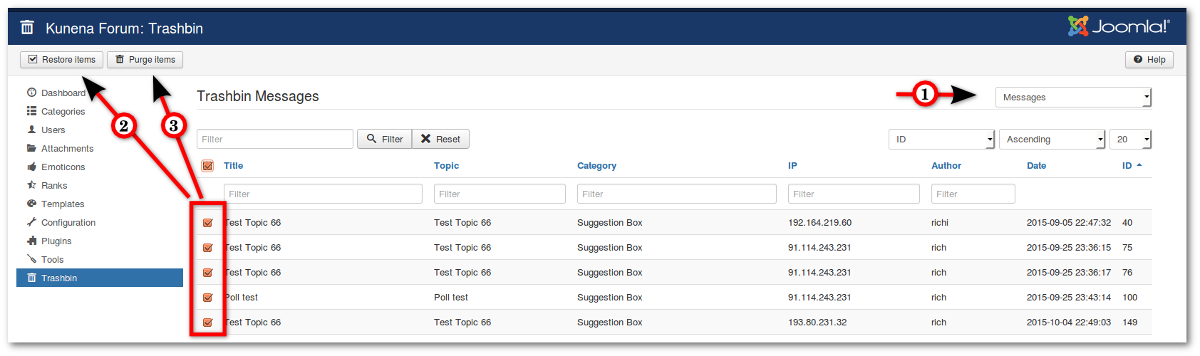 Kunena Forum: Trashbin
Joomla!®
Restore items Purge items Help
Dashboard
Categories
Users
Attachments
Emoticons
Ranks
Templates
Configuration
Plugins
Tools
Trashbin
Trashbin Messages 1 Messages
2 3
Filter Filter Reset ID Ascending 20
Title Topic Category IP Author Date ID
Filter Filter Filter Filter Filter
Test Topic 66 Test Topic 66 Suggestion Box 192.164.219.60 richi 2015-09-05 22:47:32 40
Test Topic 66 Test Topic 66 Suggestion Box 91.114.243.231 rich 2015-09-25 23:36:15 75
Test Topic 66 Test Topic 66 Suggestion Box 91.114.243.231 rich 2015-09-25 23:36:17 76
Poll test Poll test Suggestion Box 91.114.243.231 rich 2015-09-25 23:43:14 100
Test Topic 66 Test Topic 66 Suggestion Box 193.80.231.32 rich 2015-10-04 22:49:03 149